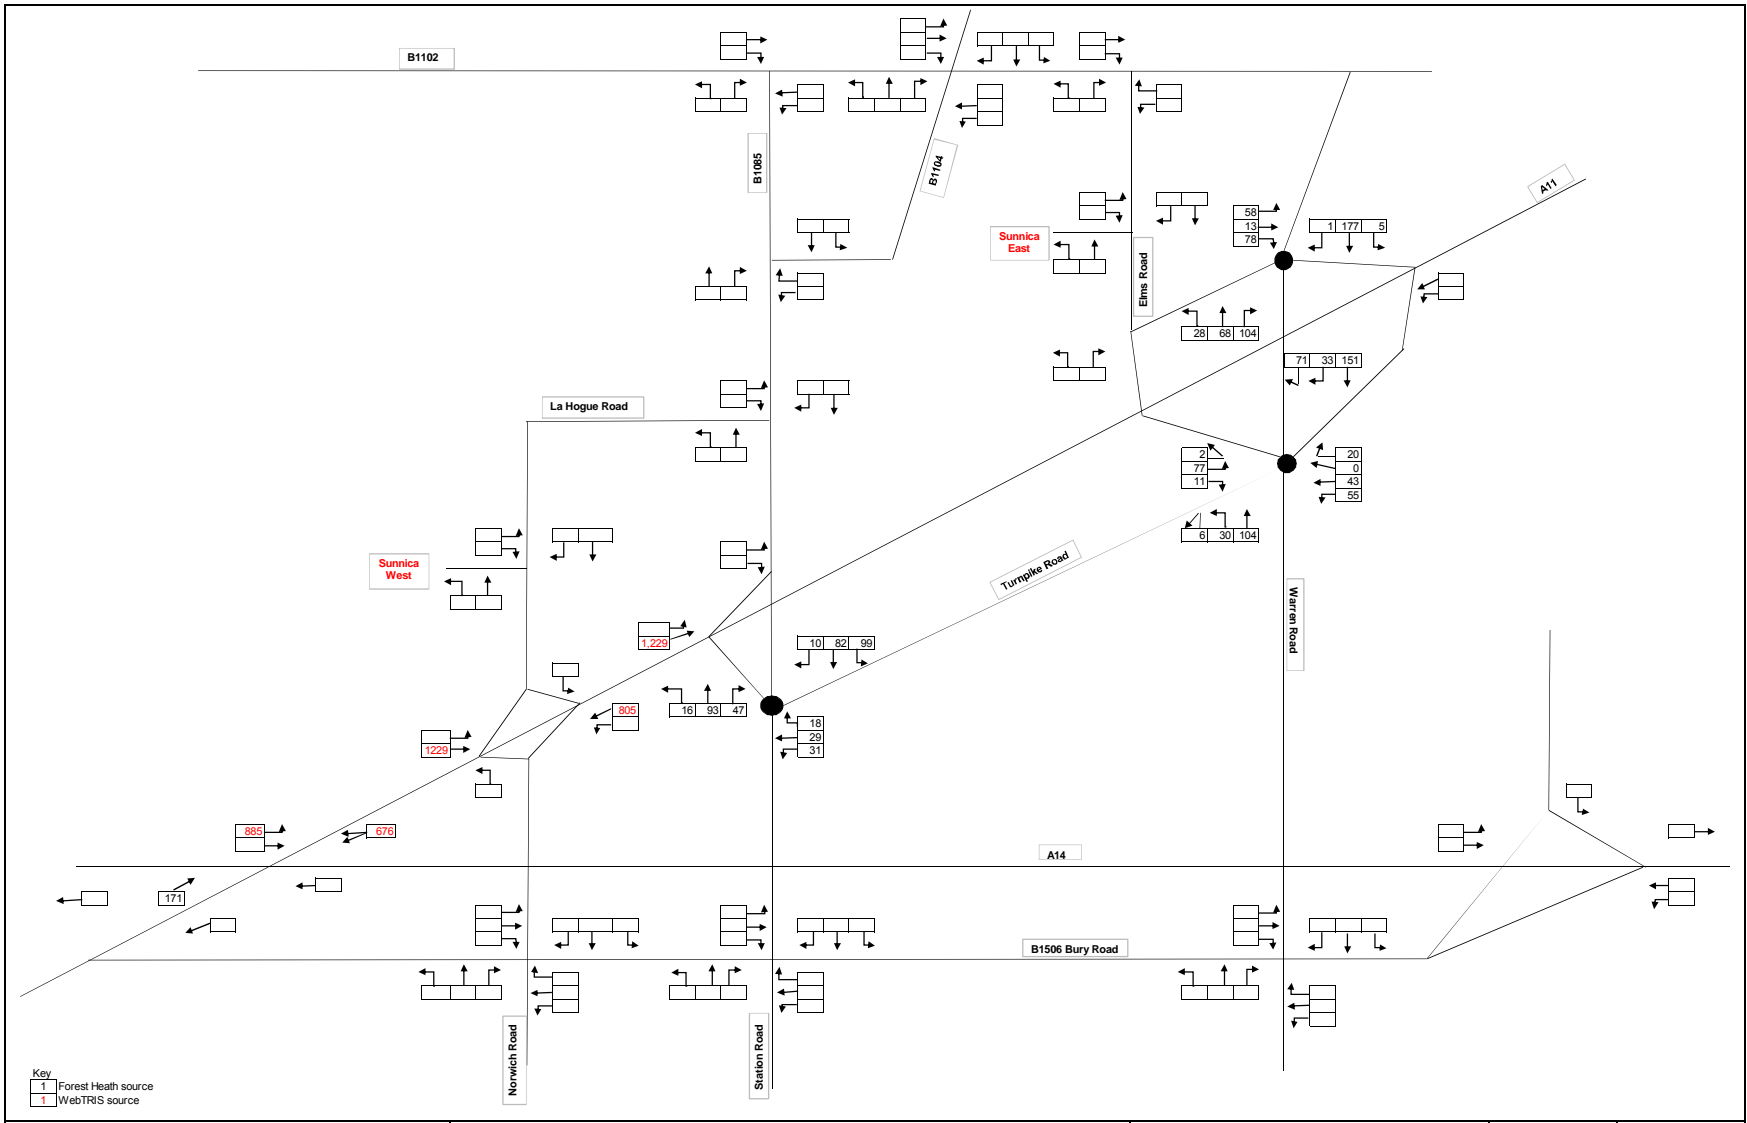 B1102
B1085
B1104
A11
Sunnica
East
Elms Road
58
13
78
1 177 5
28 68 104
71 33 151
La Hogue Road
2
77
11
20
0
43
55
6 30 104
Sunnica
West
Turnpike Road
Warren Road
1,229
10 82 99
805
16 93 47
18
29
31
1229
885
676
A14
171
B1506 Bury Road
Norwich Road
Station Road
Key
1 Forest Heath source
1 WebTRIS source